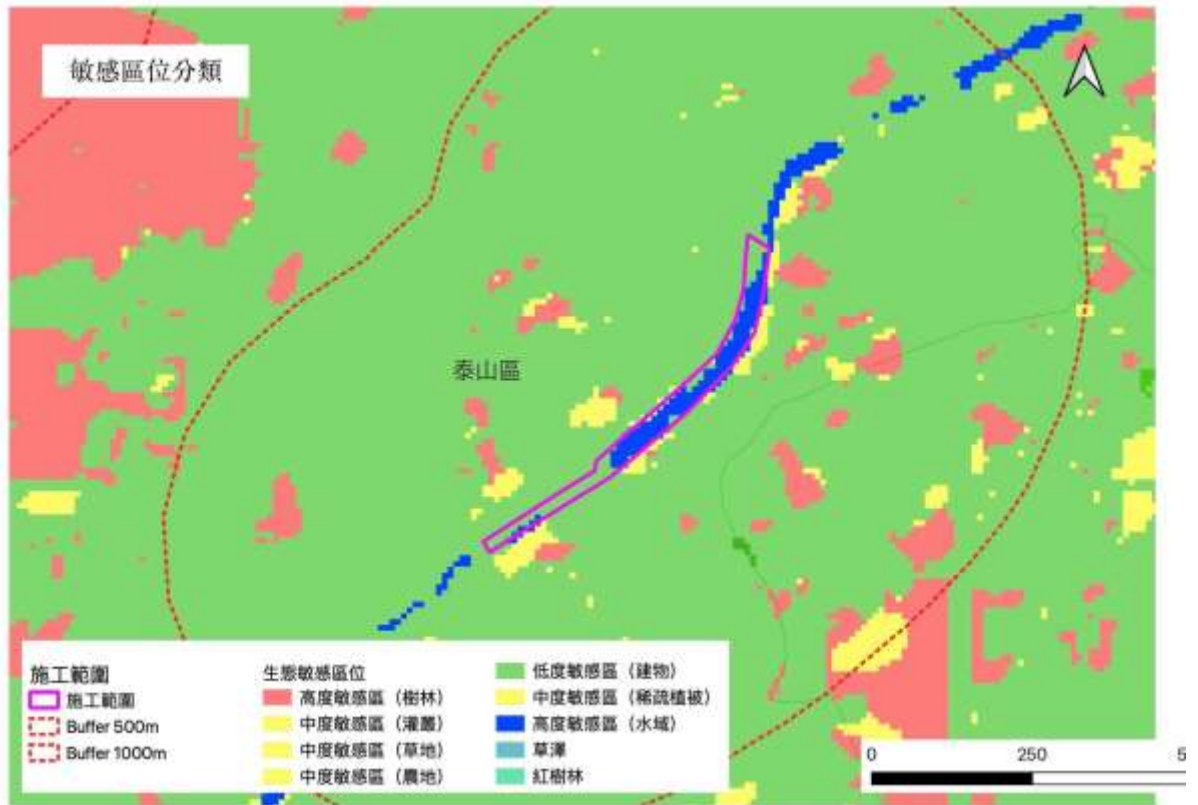 敏感區位分類
泰山區
施工範圍
施工範圍
Buffer 500m
Buffer 1000m
生態敏感區位
高度敏感區（樹林）
中度敏感區（灌叢）
中度敏感區（草地）
中度敏感區（農地）
低度敏感區（建物）
中度敏感區（稀疏植被）
高度敏感區（水域）
草澤
紅樹林
0 250